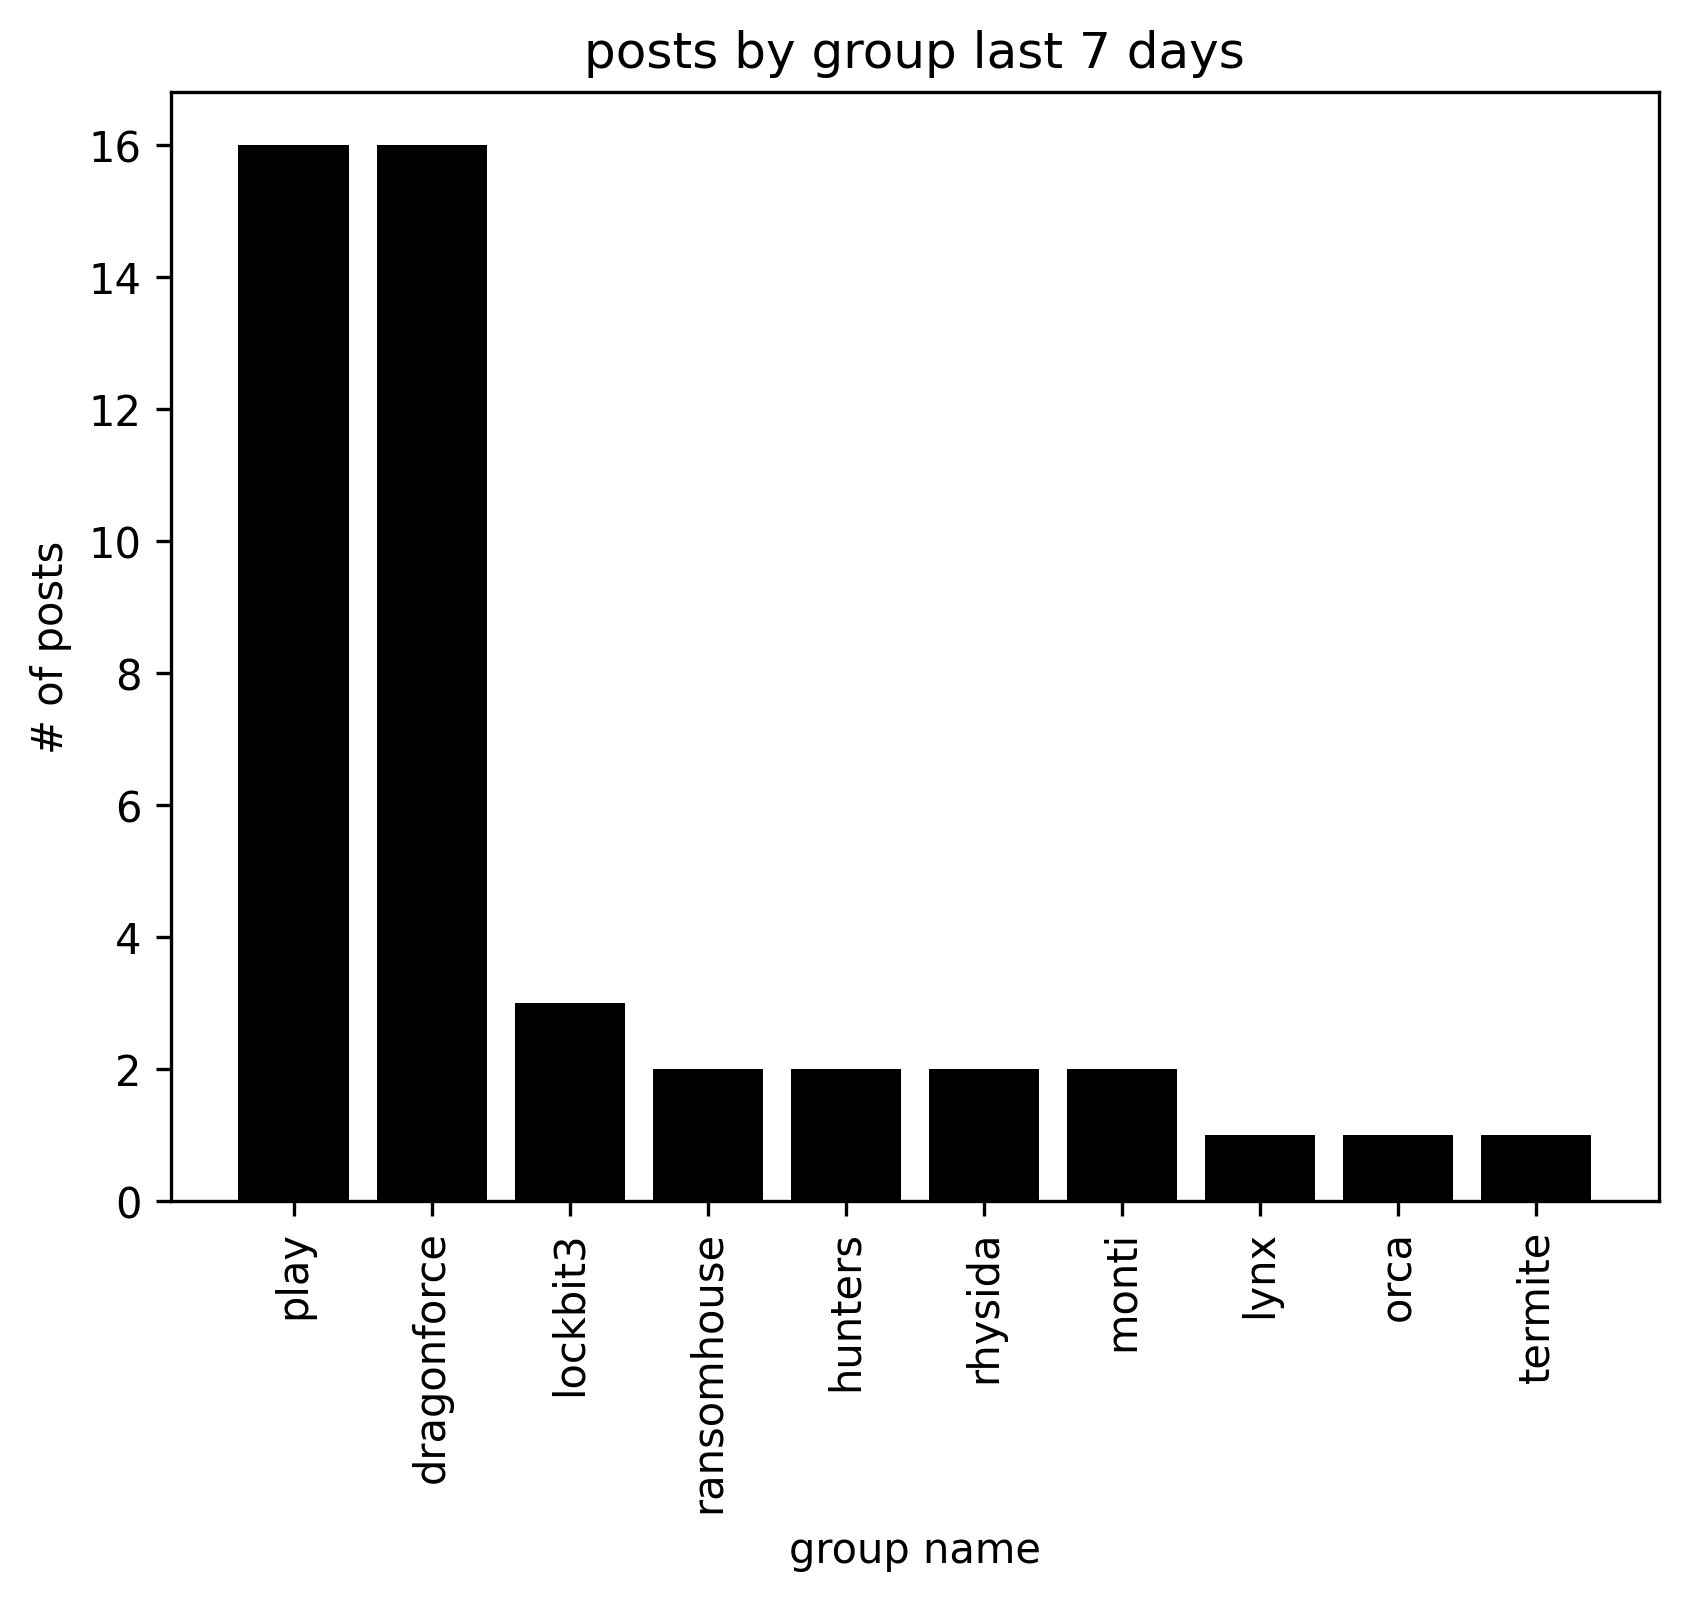 posts by group last 7 days
# of posts
16
14
12
10
8
6
4
2
0
play
dragonforce
lockbit3
ransomhouse
hunters
rhysida
monti
lynx
orca
termite
group name